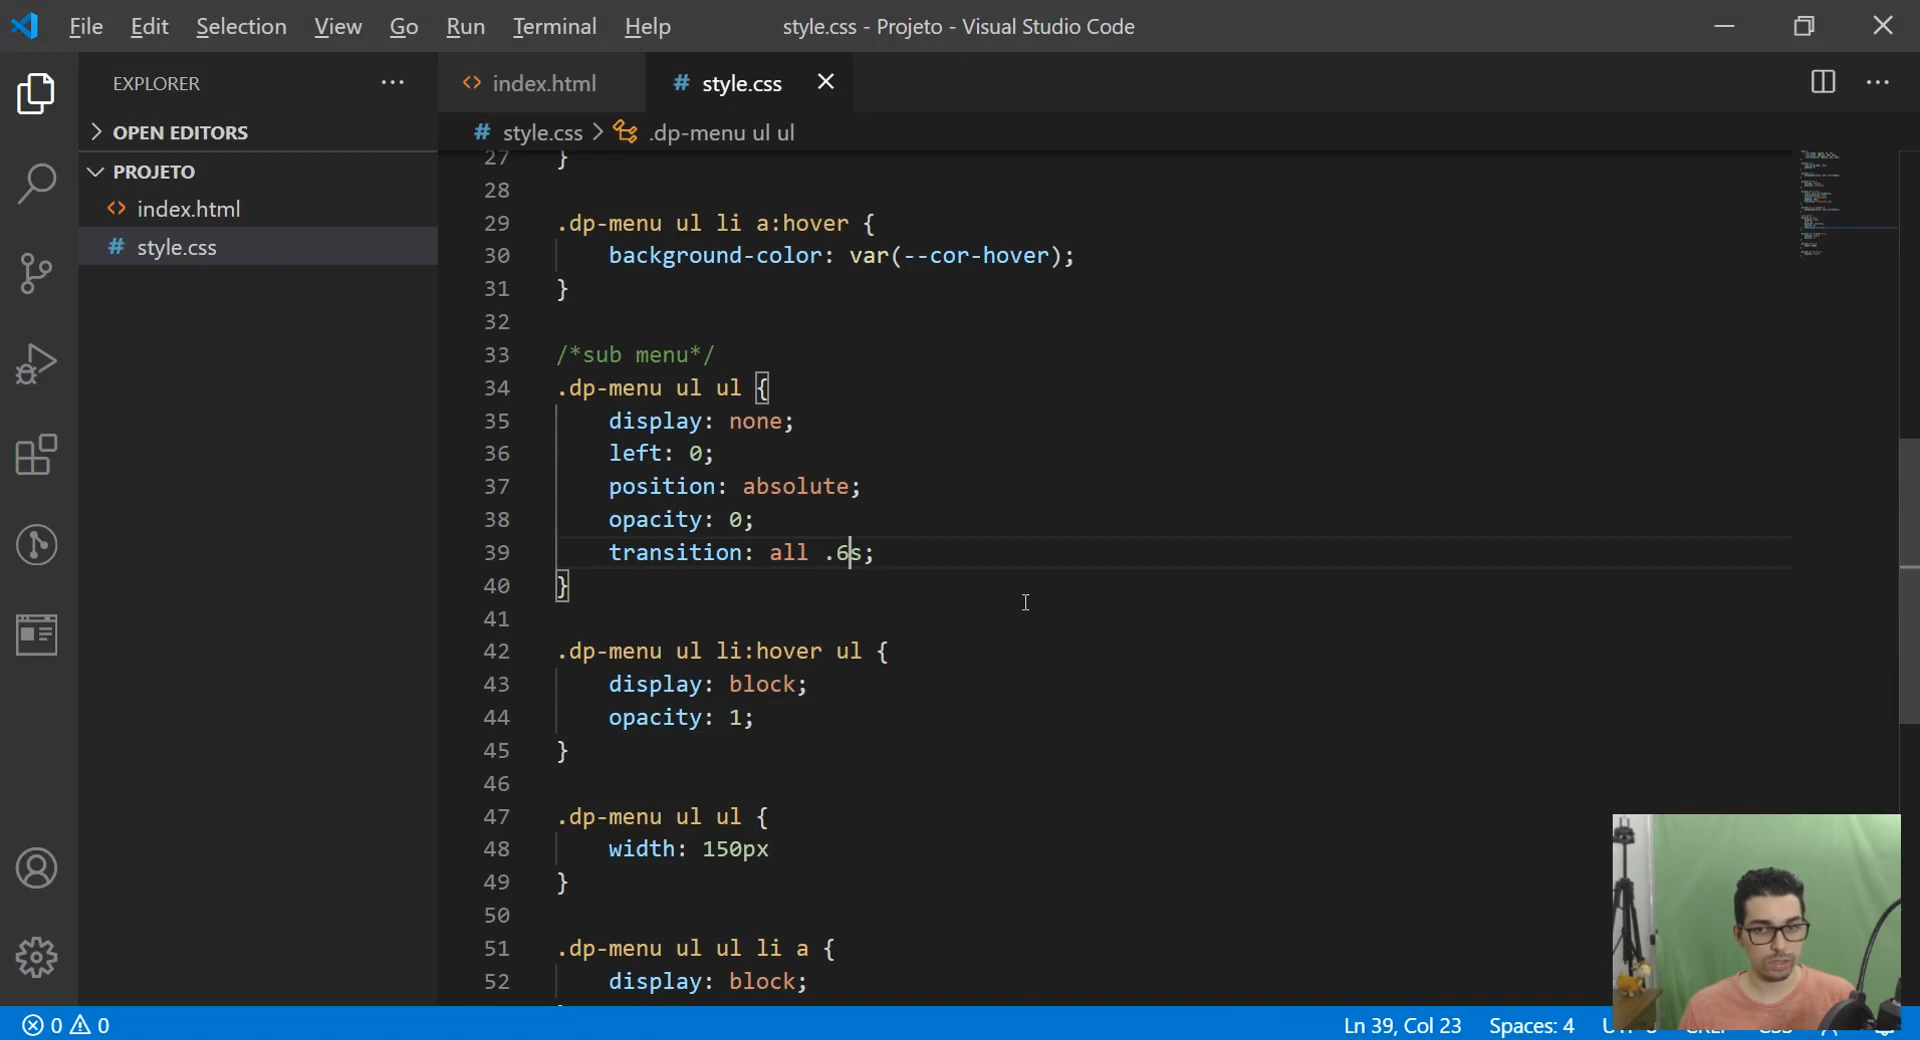 File Edit Selection View Go Run Terminal Help style.css - Projeto - Visual Studio Code
EXPLORER
OPEN EDITORS
PROJETO
index.html
style.css
index.html
# style.css
# style.css > .dp-menu ul ul
27 }
28
29 .dp-menu ul li a:hover {
30 background-color: var(--cor-hover);
31 }
32
33 /*sub menu*/
34 .dp-menu ul ul {
35 display: none;
36 left: 0;
37 position: absolute;
38 opacity: 0;
39 transition: all .6s;
40 }
41
42 .dp-menu ul li:hover ul {
43 display: block;
44 opacity: 1;
45 }
46
47 .dp-menu ul ul {
48 width: 150px
49 }
50
51 .dp-menu ul ul li a {
52 display: block;
0 0 Ln 39, Col 23 Spaces: 4